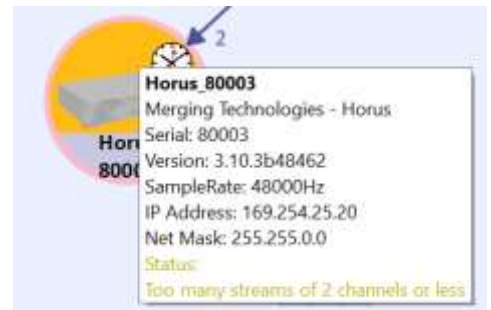 2
Horus_80003
Merging Technologies - Horus
Serial: 80003
Version: 3.10.3b48462
SampleRate: 48000Hz
IP Address: 169.254.25.20
Net Mask: 255.255.0.0
Status:
Too many streams of 2 channels or less
Hor
8000